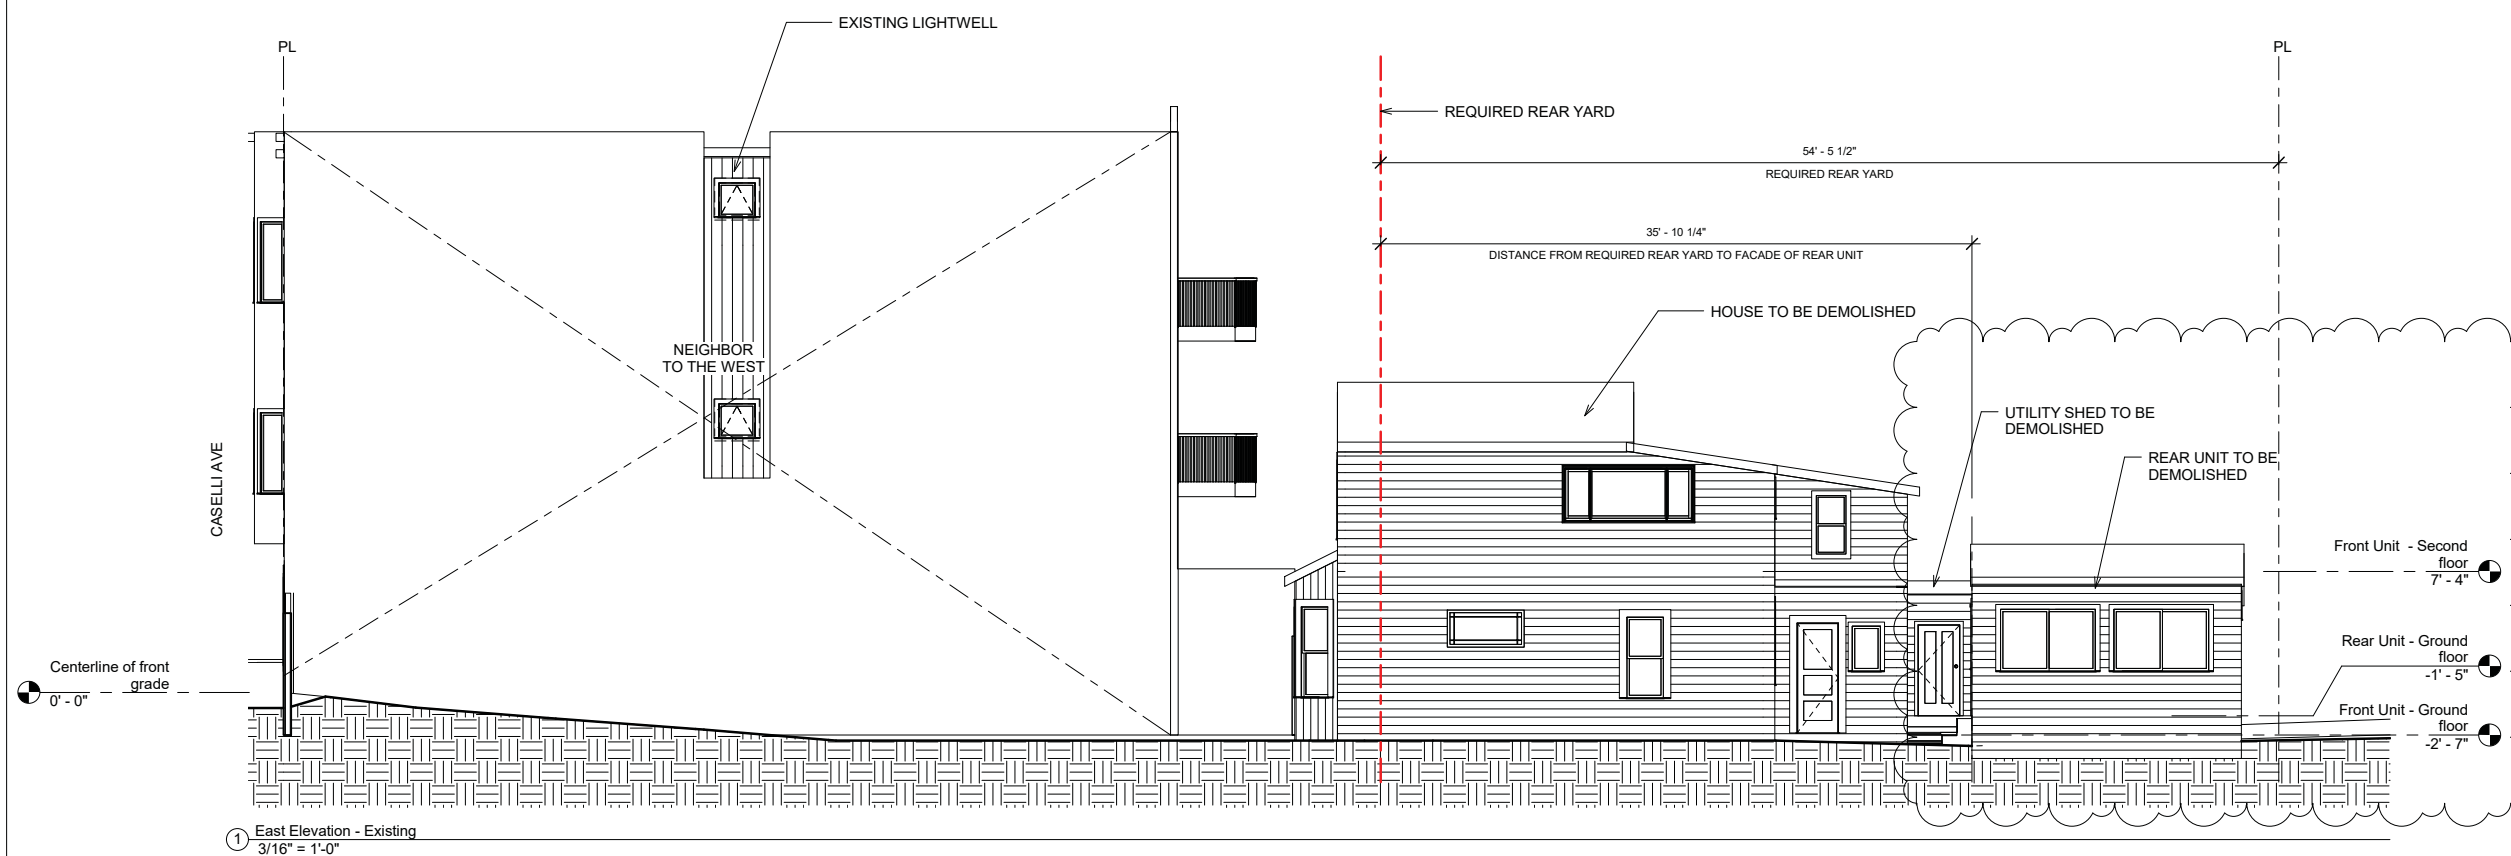 EXISTING LIGHTWELL
PL
PL
REQUIRED REAR YARD
54' - 5 1/2"
REQUIRED REAR YARD
35' - 10 1/4"
DISTANCE FROM REQUIRED REAR YARD TO FACADE OF REAR UNIT
HOUSE TO BE DEMOLISHED
NEIGHBOR
TO THE WEST
UTILITY SHED TO BE
DEMOLISHED
REAR UNIT TO BE
DEMOLISHED
CASELLI AVE
Front Unit - Second
floor
7' - 4"
Rear Unit - Ground
floor
-1' - 5"
Centerline of front
grade
0' - 0"
Front Unit - Ground
floor
-2' - 7"
1
East Elevation - Existing
3/16" = 1'-0"